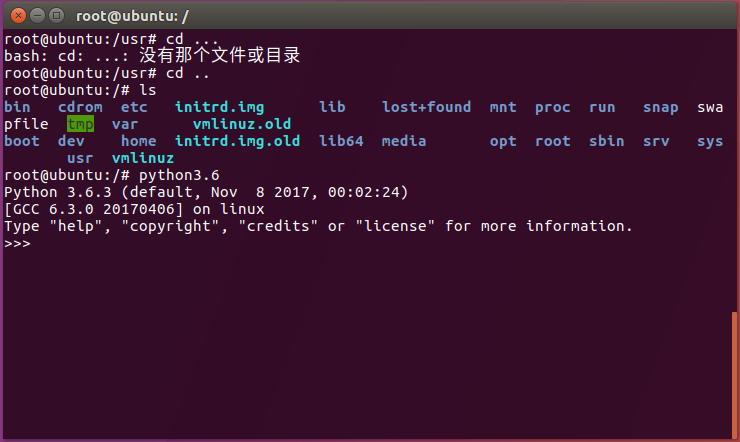 root@ubuntu: /
root@ubuntu:/usr# cd ...
bash: cd: ...: 没有那个文件或目录
root@ubuntu:/usr# cd ..
root@ubuntu:/# ls
bin   cdrom  etc   initrd.img      lib    lost+found  mnt  proc  run   snap  swa
pfile  tmp  var      vmlinuz.old
boot  dev    home  initrd.img.old  lib64  media       opt  root  sbin  srv   sys
       usr  vmlinuz
root@ubuntu:/# python3.6
Python 3.6.3 (default, Nov  8 2017, 00:02:24)
[GCC 6.3.0 20170406] on linux
Type "help", "copyright", "credits" or "license" for more information.
>>>